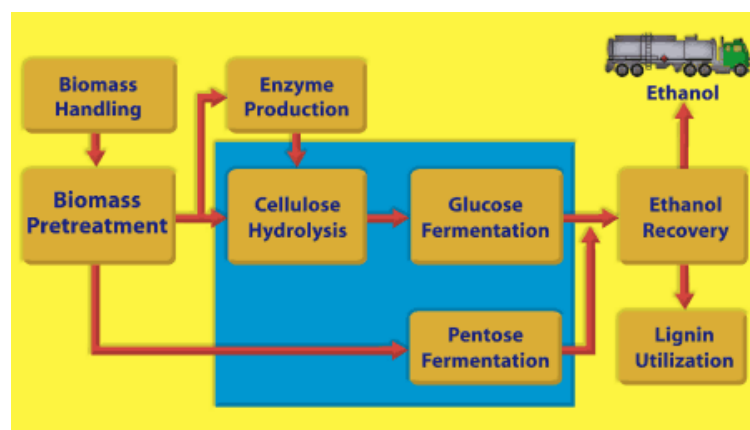 Biomass
Handling
Enzyme
Production
Ethanol
Biomass
Pretreatment
Cellulose
Hydrolysis
Glucose
Fermentation
Ethanol
Recovery
Pentose
Fermentation
Lignin
Utilization